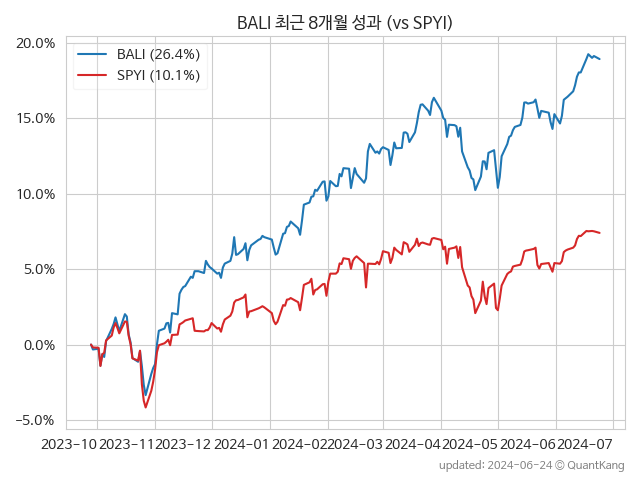 BALI 최근 8개월 성과 (vs SPYI)
20.0%
BALI (26.4%)
SPYI (10.1%)
15.0%
10.0%
5.0%
0.0%
−5.0%
2023-10 2023-11 2023-12 2024-01 2024-02 2024-03 2024-04 2024-05 2024-06 2024-07
updated: 2024-06-24 © QuantKang